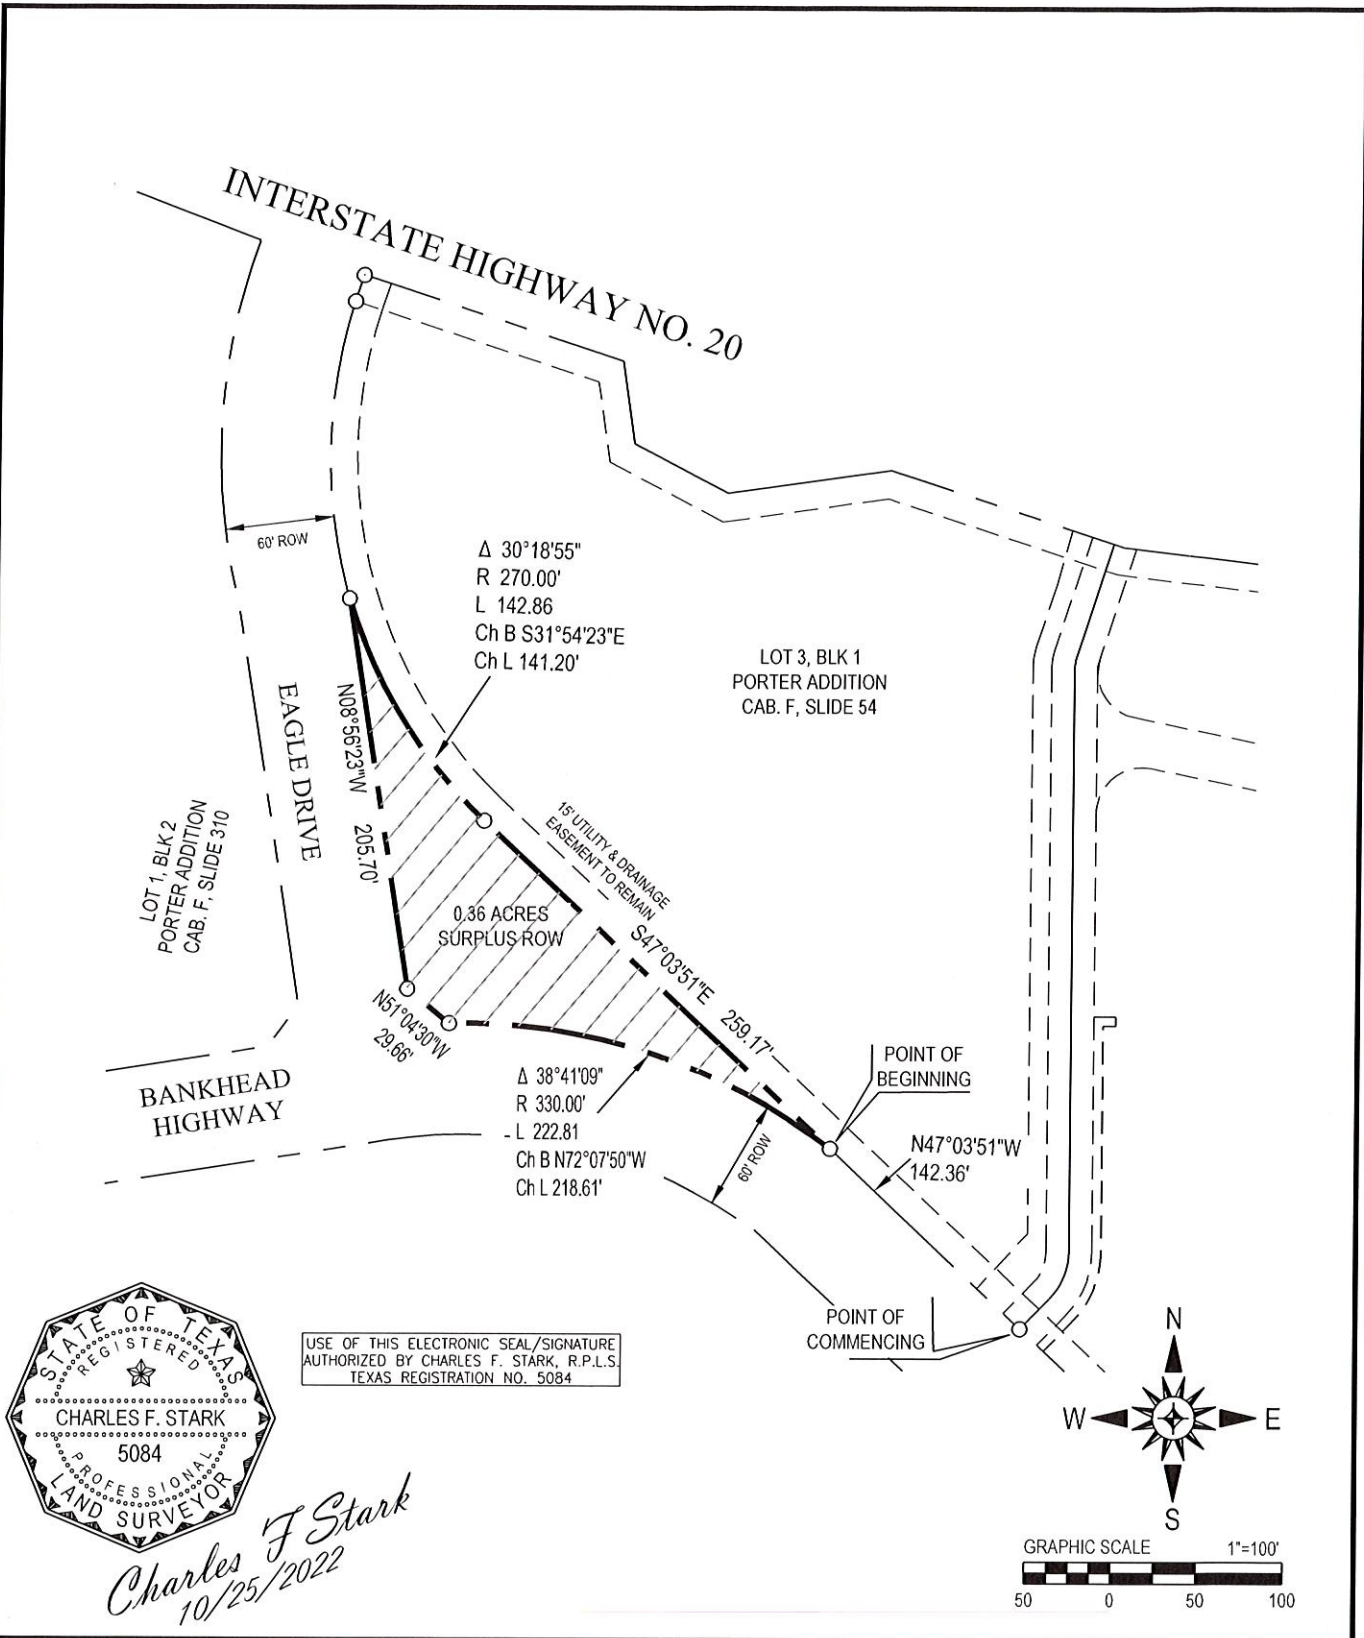 INTERSTATE HIGHWAY NO. 20
60' ROW
Δ 30°18'55"
R 270.00'
L 142.86
Ch B S31°54'23"E
Ch L 141.20'
LOT 3, BLK 1
PORTER ADDITION
CAB. F, SLIDE 54
EAGLE DRIVE
N08°56'23"W 205.70'
LOT 1, BLK 2
PORTER ADDITION
CAB. F, SLIDE 310
15' UTILITY & DRAINAGE
EASEMENT TO REMAIN
0.36 ACRES
SURPLUS ROW
S47°03'51"E 259.17'
N51°04'30"W
29.66'
BANKHEAD
HIGHWAY
Δ 38°41'09"
R 330.00'
L 222.81
Ch B N72°07'50"W
Ch L 218.61'
60' ROW
POINT OF
BEGINNING
N47°03'51"W
142.36'
POINT OF
COMMENCING
STATE OF TEXAS
REGISTERED
CHARLES F. STARK
5084
PROFESSIONAL
LAND SURVEYOR
USE OF THIS ELECTRONIC SEAL/SIGNATURE
AUTHORIZED BY CHARLES F. STARK, R.P.L.S.
TEXAS REGISTRATION NO. 5084
Charles F Stark
10/25/2022
N
W E
S
GRAPHIC SCALE 1"=100'
50 0 50 100